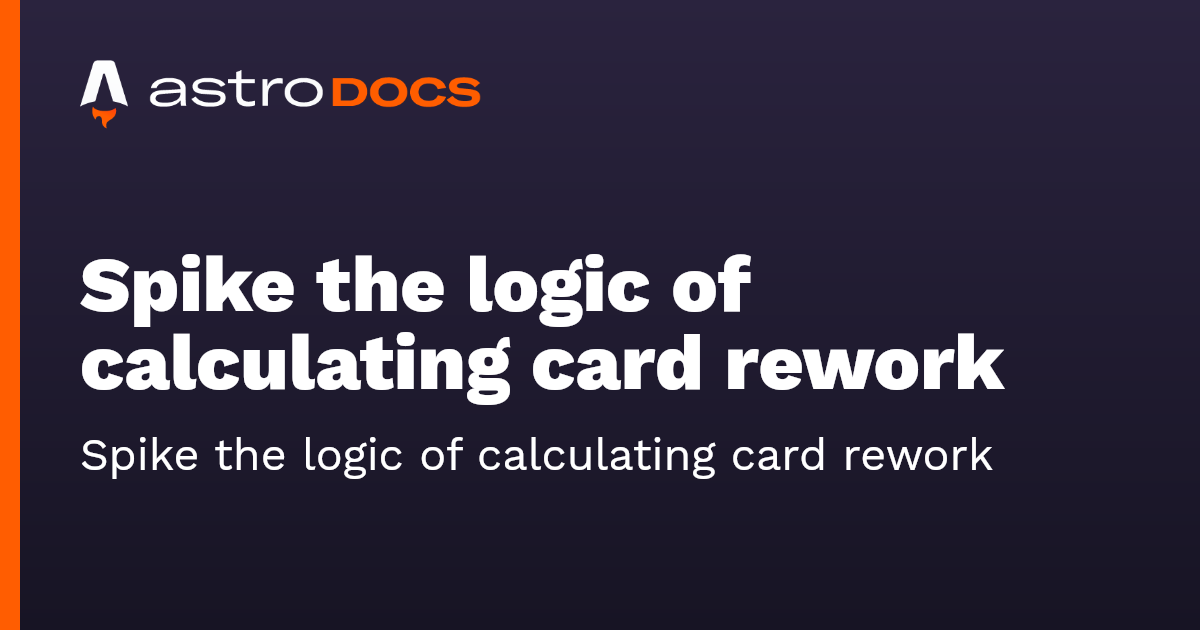 astro DOCS
Spike the logic of
calculating card rework
Spike the logic of calculating card rework